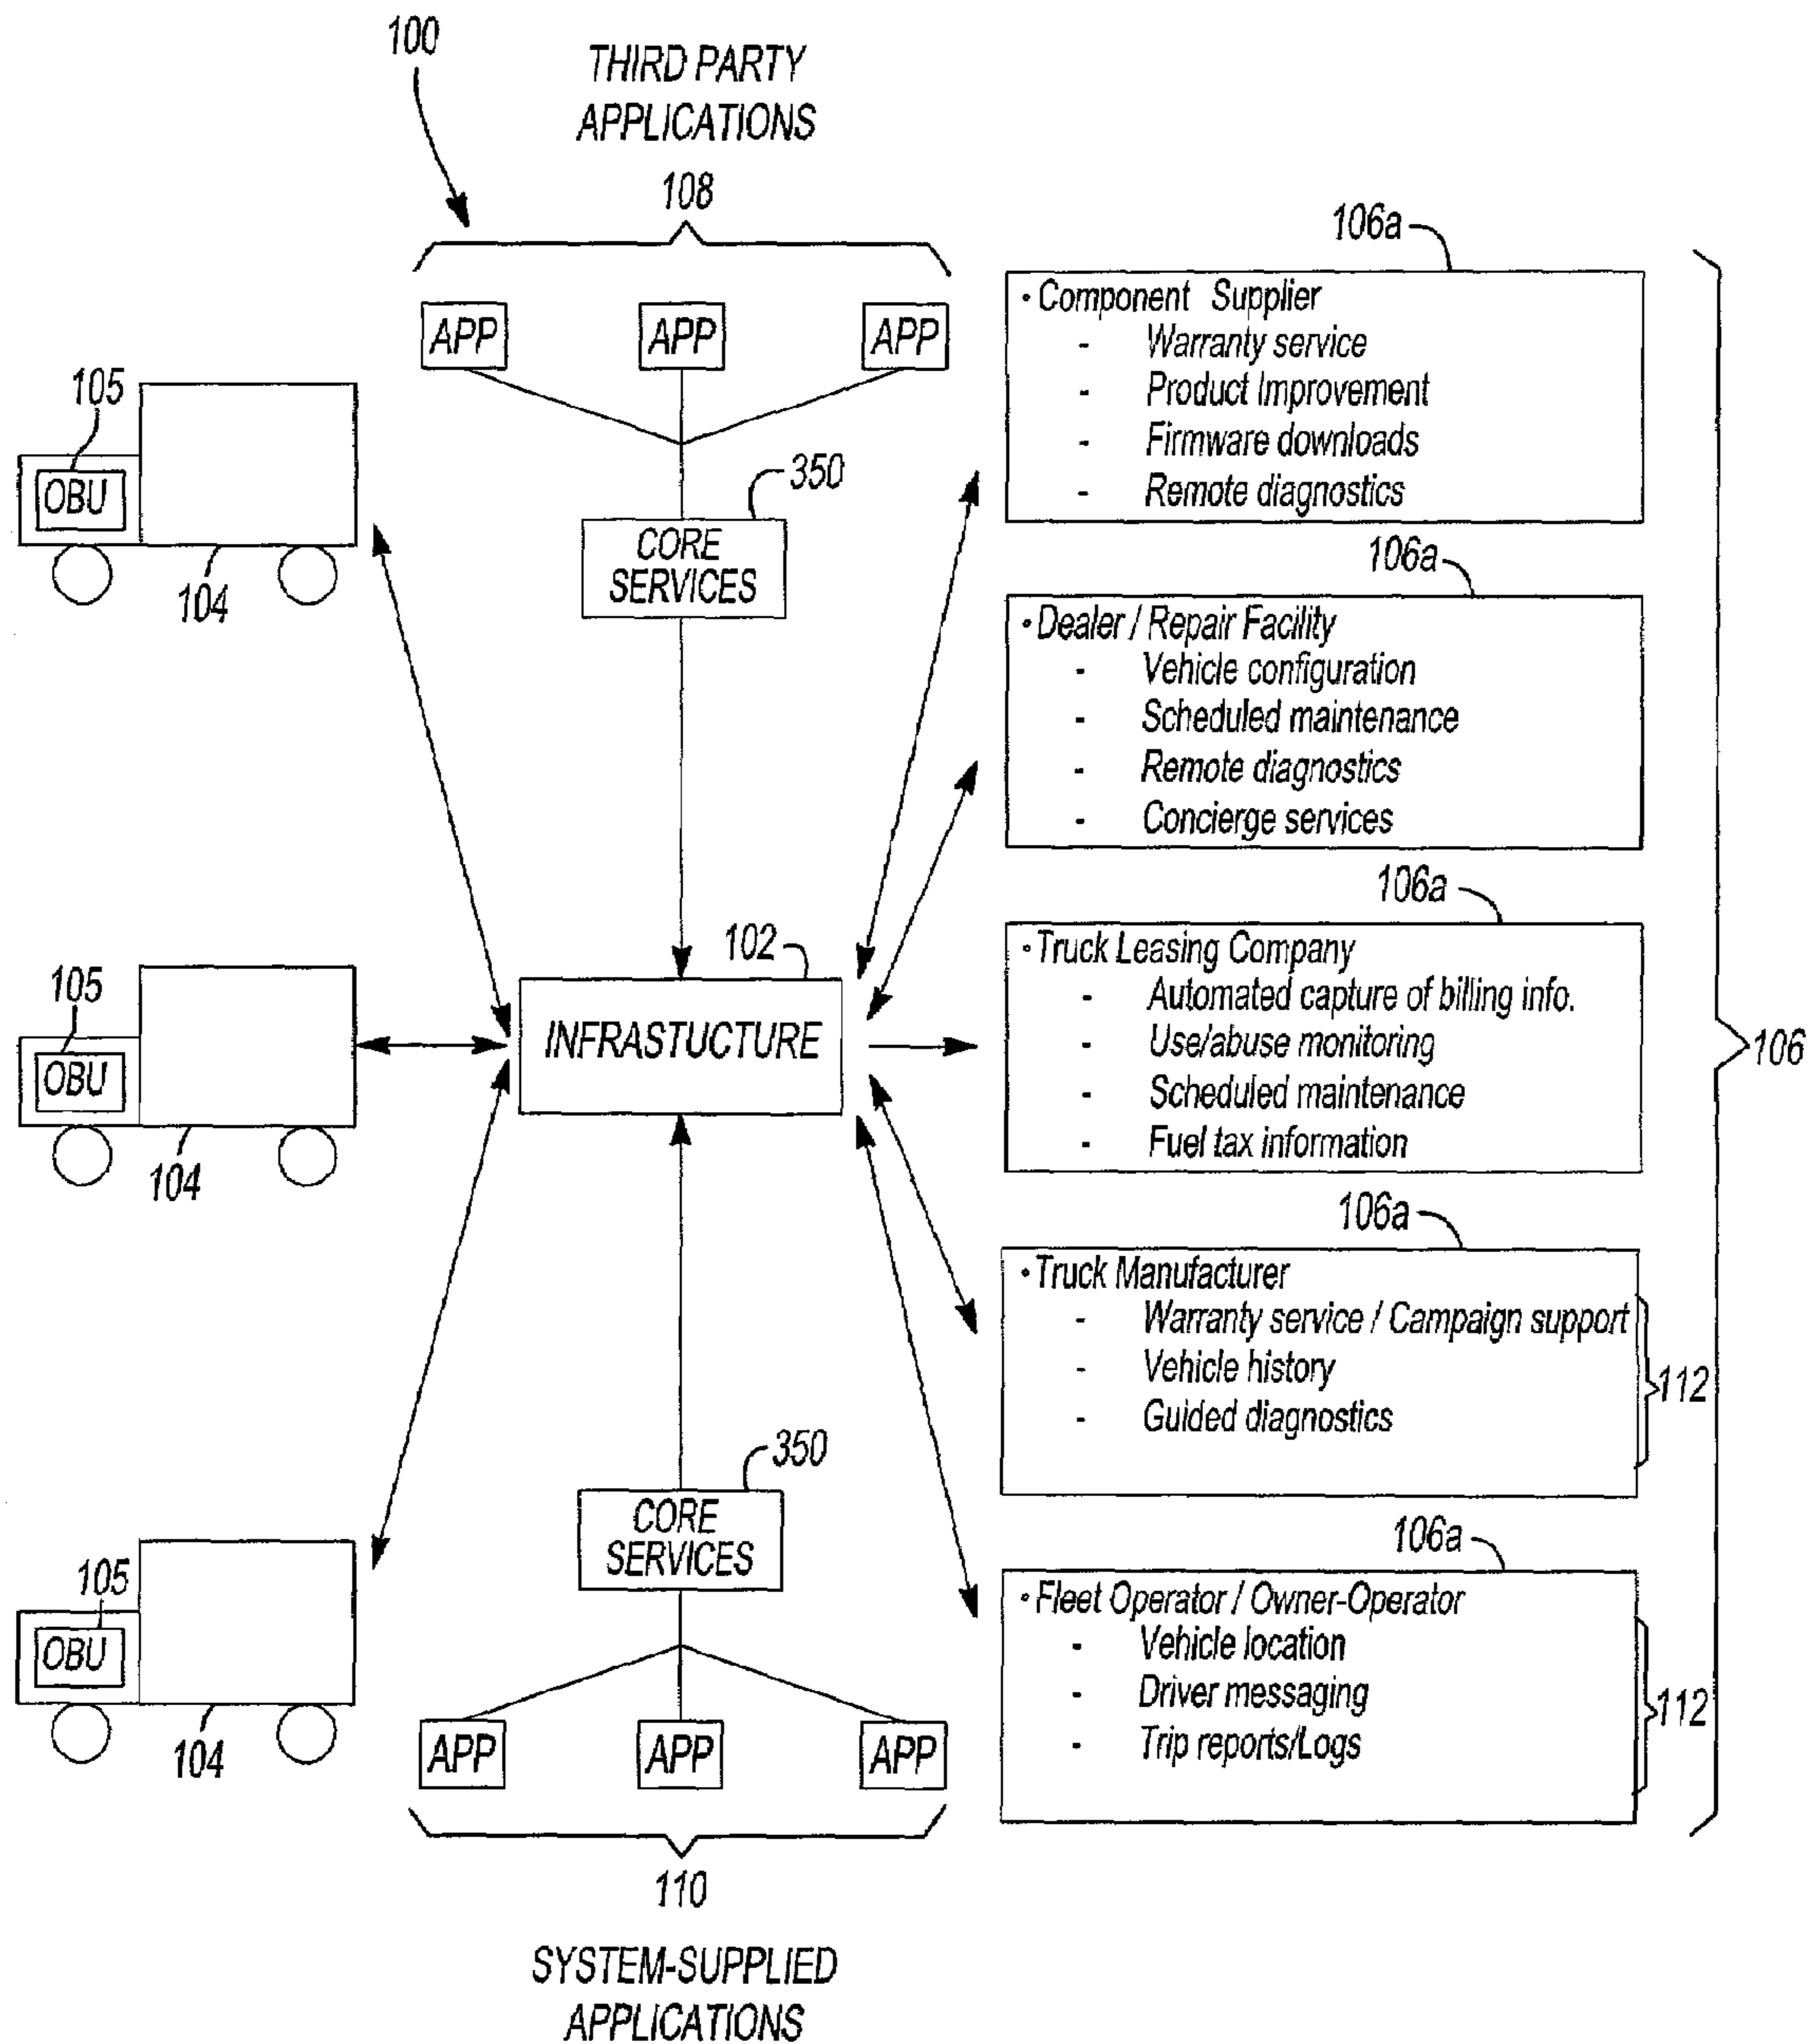 100
THIRD PARTY
APPLICATIONS
108
APP
APP
APP
350
CORE
SERVICES
105
OBU
104
105
OBU
104
105
OBU
104
102
INFRASTUCTURE
350
CORE
SERVICES
APP
APP
APP
110
SYSTEM-SUPPLIED
APPLICATIONS
106a
• Component Supplier
- Warranty service
- Product Improvement
- Firmware downloads
- Remote diagnostics
106a
• Dealer / Repair Facility
- Vehicle configuration
- Scheduled maintenance
- Remote diagnostics
- Concierge services
106a
• Truck Leasing Company
- Automated capture of billing info.
- Use/abuse monitoring
- Scheduled maintenance
- Fuel tax information
106a
• Truck Manufacturer
- Warranty service / Campaign support
- Vehicle history
- Guided diagnostics
112
106a
• Fleet Operator / Owner-Operator
- Vehicle location
- Driver messaging
- Trip reports/Logs
112
106